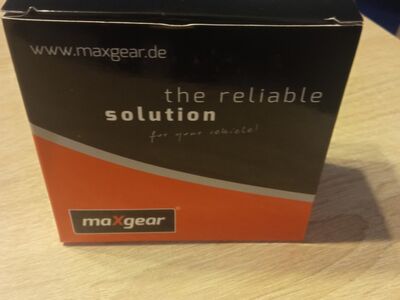 www.maxgear.de
the reliable
solution
for your vehicle!
maXgear®